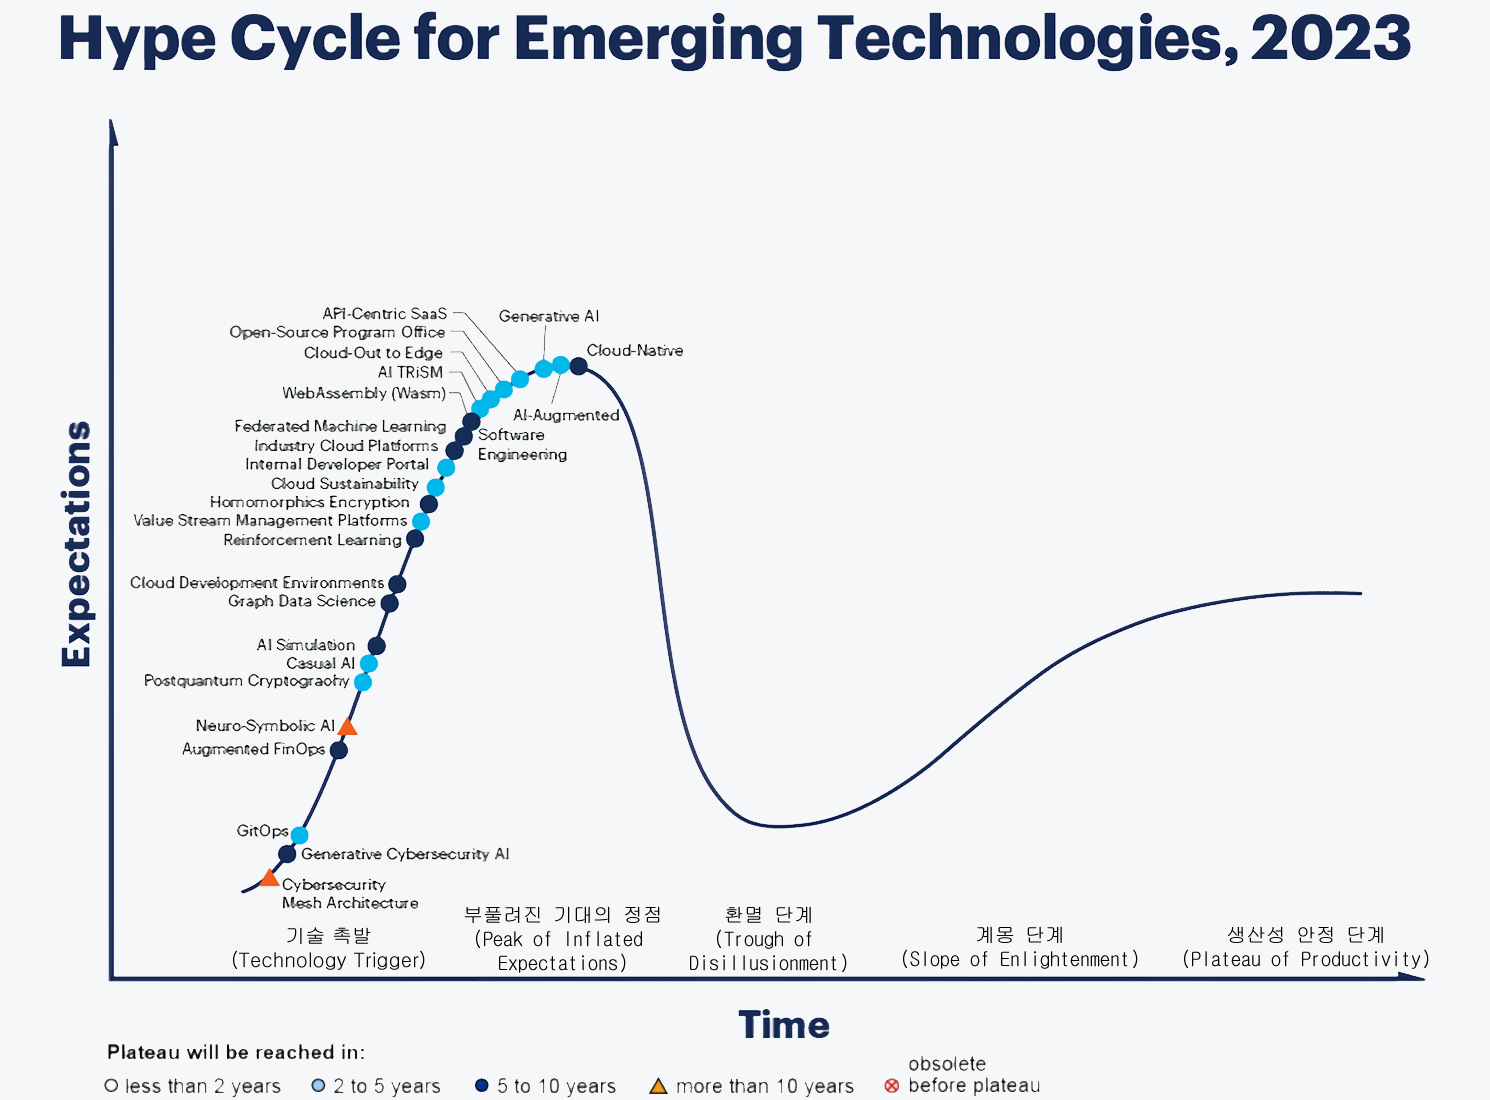 Hype Cycle for Emerging Technologies, 2023
Expectations
API-Centric SaaS
Generative AI
Open-Source Program Office
Cloud-Out to Edge
Cloud-Native
AI TRiSM
WebAssembly (Wasm)
AI-Augmented
Software
Engineering
Federated Machine Learning
Industry Cloud Platforms
Internal Developer Portal
Cloud Sustainability
Homomorphics Encryption
Value Stream Management Platforms
Reinforcement Learning
Cloud Development Environments
Graph Data Science
AI Simulation
Casual AI
Postquantum Cryptograohy
Neuro-Symbolic AI
Augmented FinOps
GitOps
Generative Cybersecurity AI
Cybersecurity
Mesh Architecture
기술 촉발
(Technology Trigger)
부풀려진 기대의 정점
(Peak of Inflated
Expectations)
환멸 단계
(Trough of
Disillusionment)
계몽 단계
(Slope of Enlightenment)
생산성 안정 단계
(Plateau of Productivity)
Time
Plateau will be reached in:
less than 2 years
2 to 5 years
5 to 10 years
more than 10 years
obsolete
before plateau